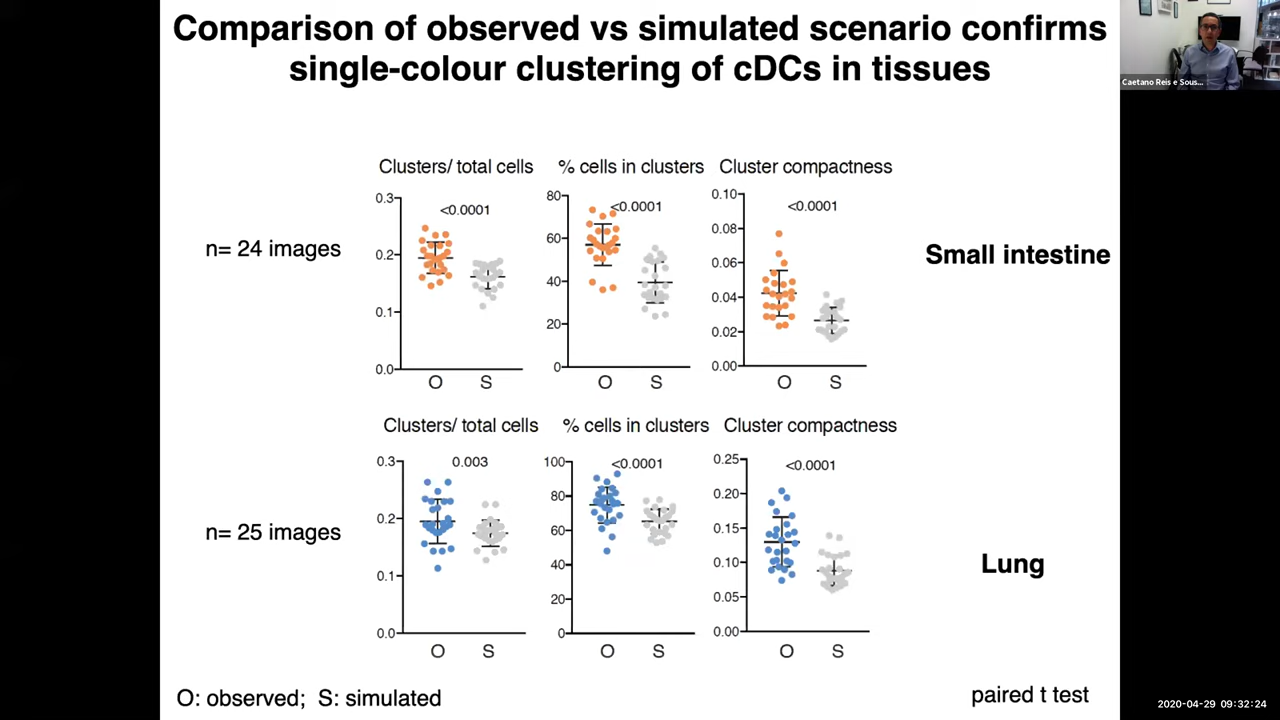 Comparison of observed vs simulated scenario confirms
single-colour clustering of cDCs in tissues
Caetano Reis e Sous...
Clusters/ total cells
% cells in clusters
Cluster compactness
n= 24 images
0.3
0.2
0.1
0.0
<0.0001
O
S
80
60
40
20
0
<0.0001
O
S
0.10
0.08
0.06
0.04
0.02
0.00
<0.0001
O
S
Small intestine
Clusters/ total cells
% cells in clusters
Cluster compactness
n= 25 images
0.3
0.2
0.1
0.0
0.003
O
S
100
80
60
40
20
0
<0.0001
O
S
0.25
0.20
0.15
0.10
0.05
0.00
<0.0001
O
S
Lung
O: observed; S: simulated
paired t test
2020-04-29 09:32:24